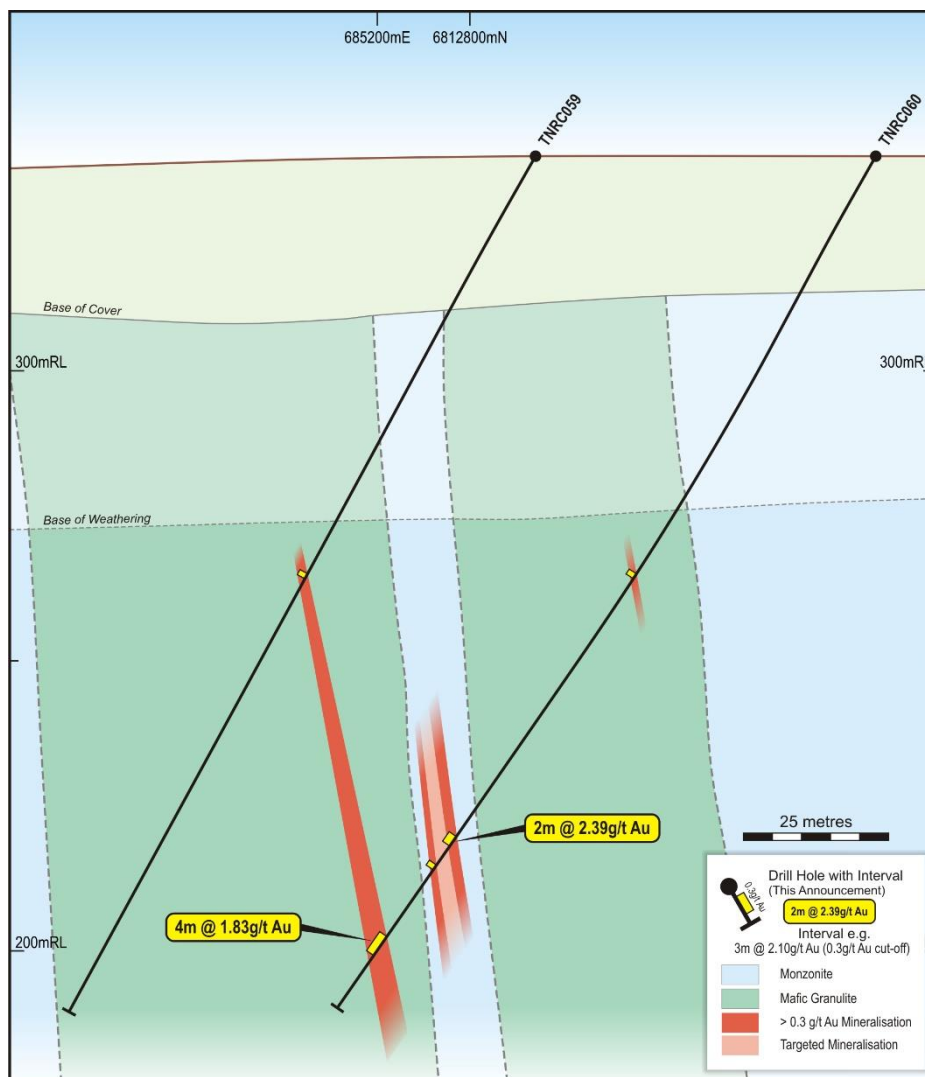 685200mE 6812800mN
TNRC059
TNRC060
Base of Cover
300mRL
300mR
Base of Weathering
2m @ 2.39g/t Au
25 metres
4m @ 1.83g/t Au
200mRL
0.3g/t Au
Drill Hole with Interval
(This Announcement)
2m @ 2.39g/t Au
Interval e.g.
3m @ 2.10g/t Au (0.3g/t Au cut-off)
Monzonite
Mafic Granulite
> 0.3 g/t Au Mineralisation
Targeted Mineralisation